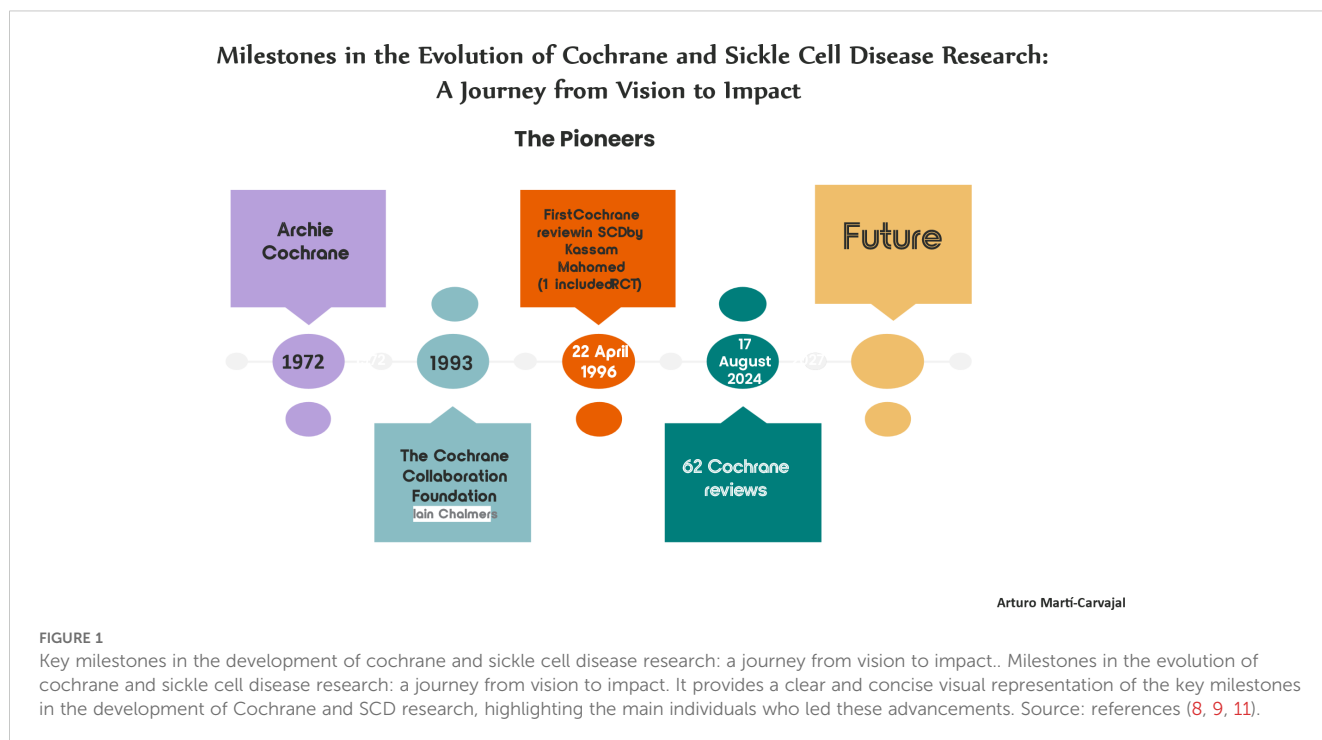 Milestones in the Evolution of Cochrane and Sickle Cell Disease Research:
A Journey from Vision to Impact
The Pioneers
Archie
Cochrane
FirstCochrane
reviewin SCDby
Kassam
Mahomed
(1 includedRCT)
Future
1972
1993
22 April
1996
17
August
2024
The Cochrane
Collaboration
Foundation
Iain Chalmers
62 Cochrane
reviews
Arturo Martí-Carvajal
FIGURE 1
Key milestones in the development of cochrane and sickle cell disease research: a journey from vision to impact.. Milestones in the evolution of
cochrane and sickle cell disease research: a journey from vision to impact. It provides a clear and concise visual representation of the key milestones
in the development of Cochrane and SCD research, highlighting the main individuals who led these advancements. Source: references (8, 9, 11).